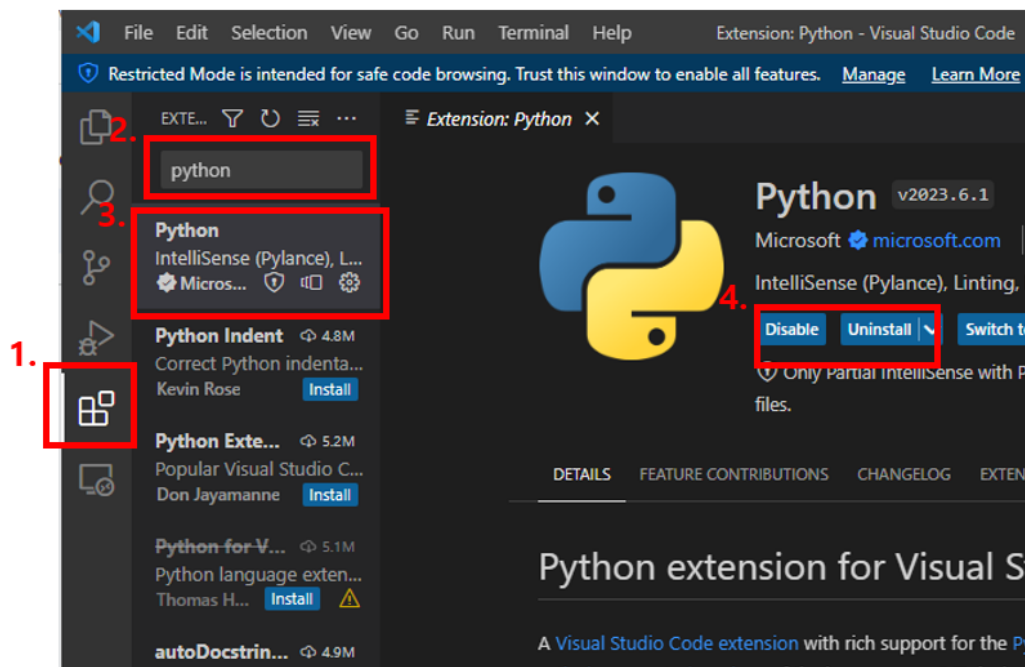 File Edit Selection View Go Run Terminal Help Extension: Python - Visual Studio Code
Restricted Mode is intended for safe code browsing. Trust this window to enable all features. Manage Learn More
EXTE... Extension: Python
2.
python
3.
Python
IntelliSense (Pylance), L...
Micros...
Python Indent 4.8M
Correct Python indenta...
Kevin Rose Install
1.
Python Exte... 5.2M
Popular Visual Studio C...
Don Jayamanne Install
Python for V... 5.1M
Python language exten...
Thomas H... Install
autoDocstrin... 4.9M
Python v2023.6.1
Microsoft microsoft.com
IntelliSense (Pylance), Linting,
4.
Disable Uninstall Switch to
Only Partial IntelliSense with P
files.
DETAILS FEATURE CONTRIBUTIONS CHANGELOG EXTEN
Python extension for Visual S
A Visual Studio Code extension with rich support for the P